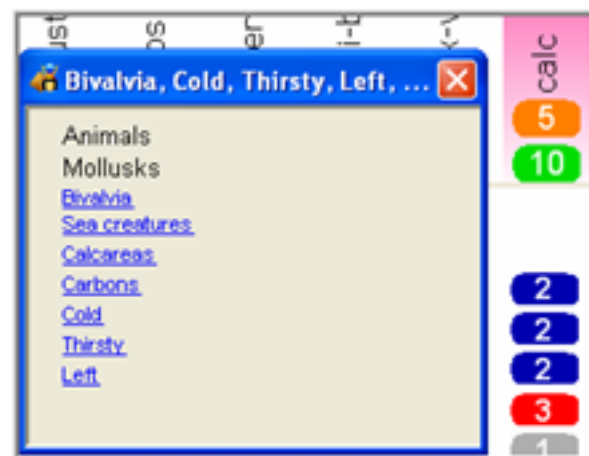 calc
5
10
Bivalvia, Cold, Thirsty, Left, ...
Animals
Mollusks
Bivalvia
Sea creatures
Calcareas
Carbons
Cold
Thirsty
Left
2
2
2
3
1